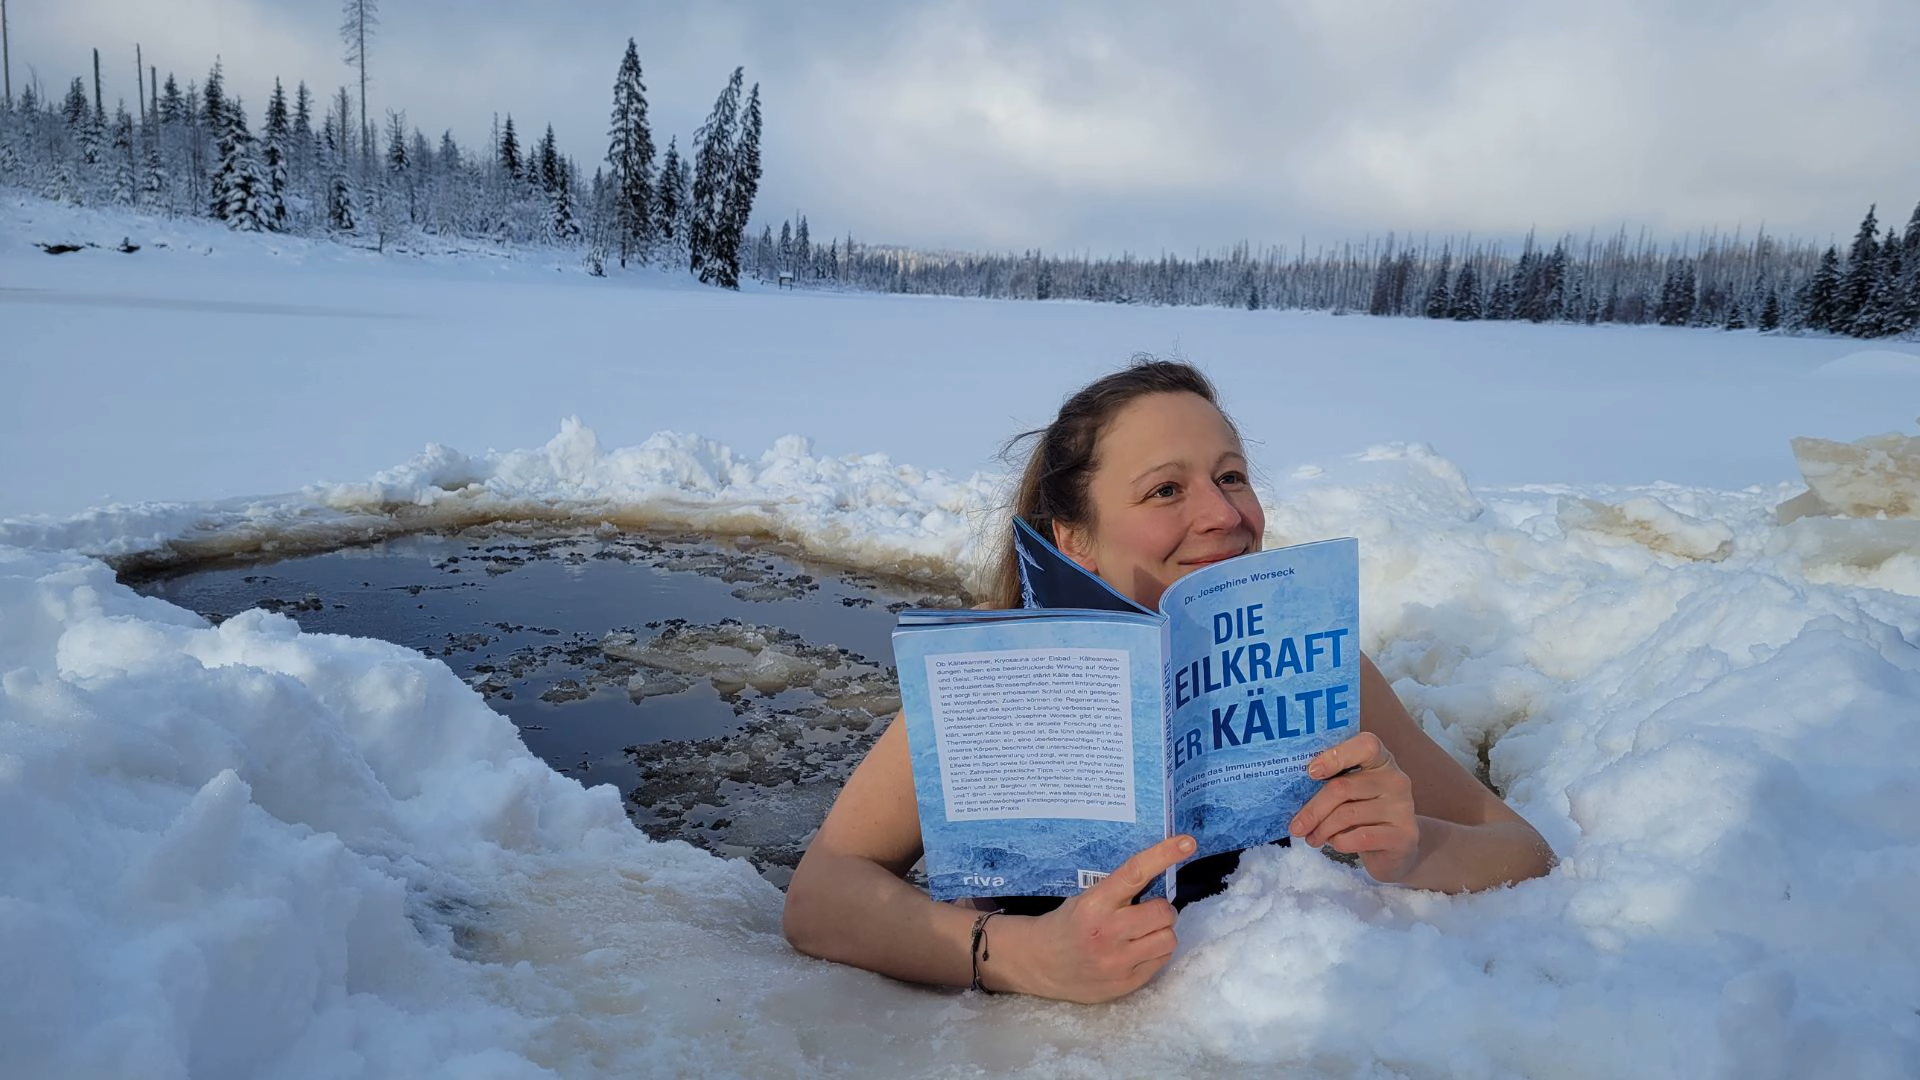 Ob Kältekammer, Kryosauna oder Eisbad – Kälteanwen-
dungen haben eine beeindruckende Wirkung auf Körper
und Geist. Richtig eingesetzt stärkt Kälte das Immunsys-
tem, reduziert das Stressempfinden, hemmt Entzündungen
und sorgt für einen erholsamen Schlaf und ein gesteiger-
tes Wohlbefinden. Zudem können die Regeneration be-
schleunigt und die sportliche Leistung verbessert werden.
Die Molekularbiologin Josephine Worseck gibt dir einen
umfassenden Einblick in die aktuelle Forschung und er-
klärt, warum Kälte so gesund ist. Sie führt detailliert in die
Thermoregulation ein, eine überlebenswichtige Funktion
unseres Körpers, beschreibt die unterschiedlichen Metho-
den der Kälteanwendung und zeigt, wie man die positiven
Effekte im Sport sowie für Gesundheit und Psyche nutzen
kann. Zahlreiche praktische Tipps – vom richtigen Atmen
im Eisbad über typische Anfängerfehler bis zum Schnee-
baden und zur Bergtour im Winter, bekleidet mit Shorts
und T-Shirt – veranschaulichen, was alles möglich ist. Und
mit dem sechswöchigen Einstiegsprogramm gelingt jedem
der Start in die Praxis.
riva
Dr. Josephine Worseck
DIE
EILKRAFT
ER KÄLTE
Kälte das Immunsystem stärken
reduzieren und leistungsfähig